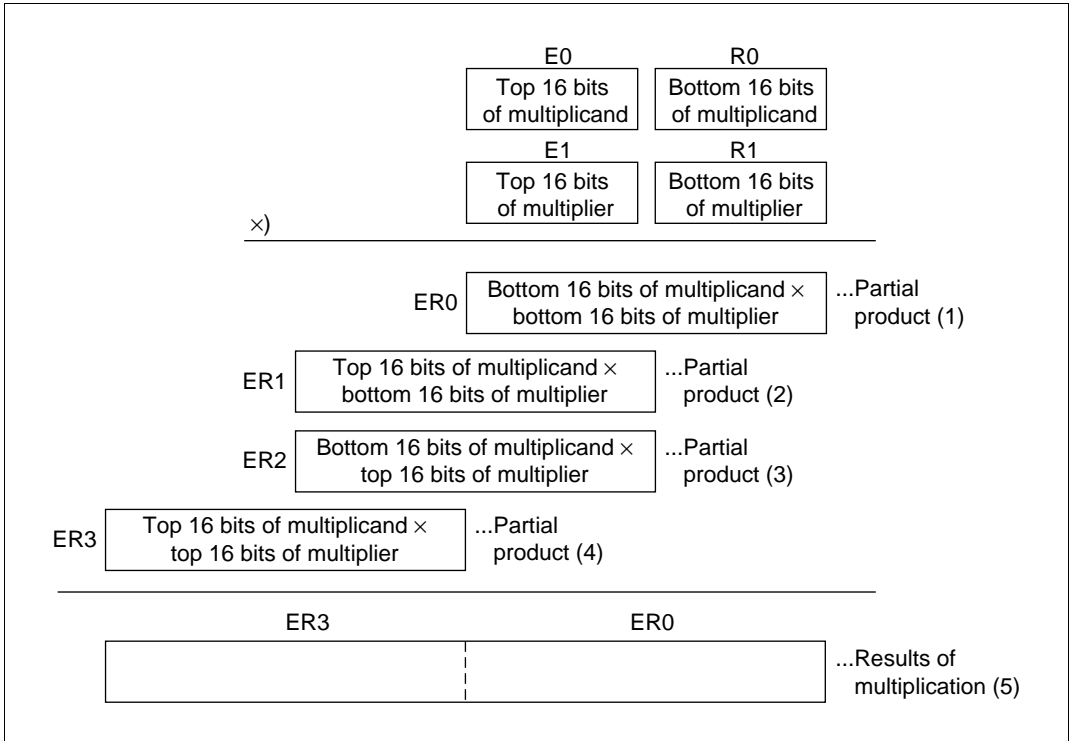 E0 R0
Top 16 bits of multiplicand
Bottom 16 bits of multiplicand
E1 R1
Top 16 bits of multiplier
Bottom 16 bits of multiplier
×)
ER0
Bottom 16 bits of multiplicand ×
bottom 16 bits of multiplier
...Partial
product (1)
ER1
Top 16 bits of multiplicand ×
bottom 16 bits of multiplier
...Partial
product (2)
ER2
Bottom 16 bits of multiplicand ×
top 16 bits of multiplier
...Partial
product (3)
ER3
Top 16 bits of multiplicand ×
top 16 bits of multiplier
...Partial
product (4)
ER3 ER0
...Results of
multiplication (5)